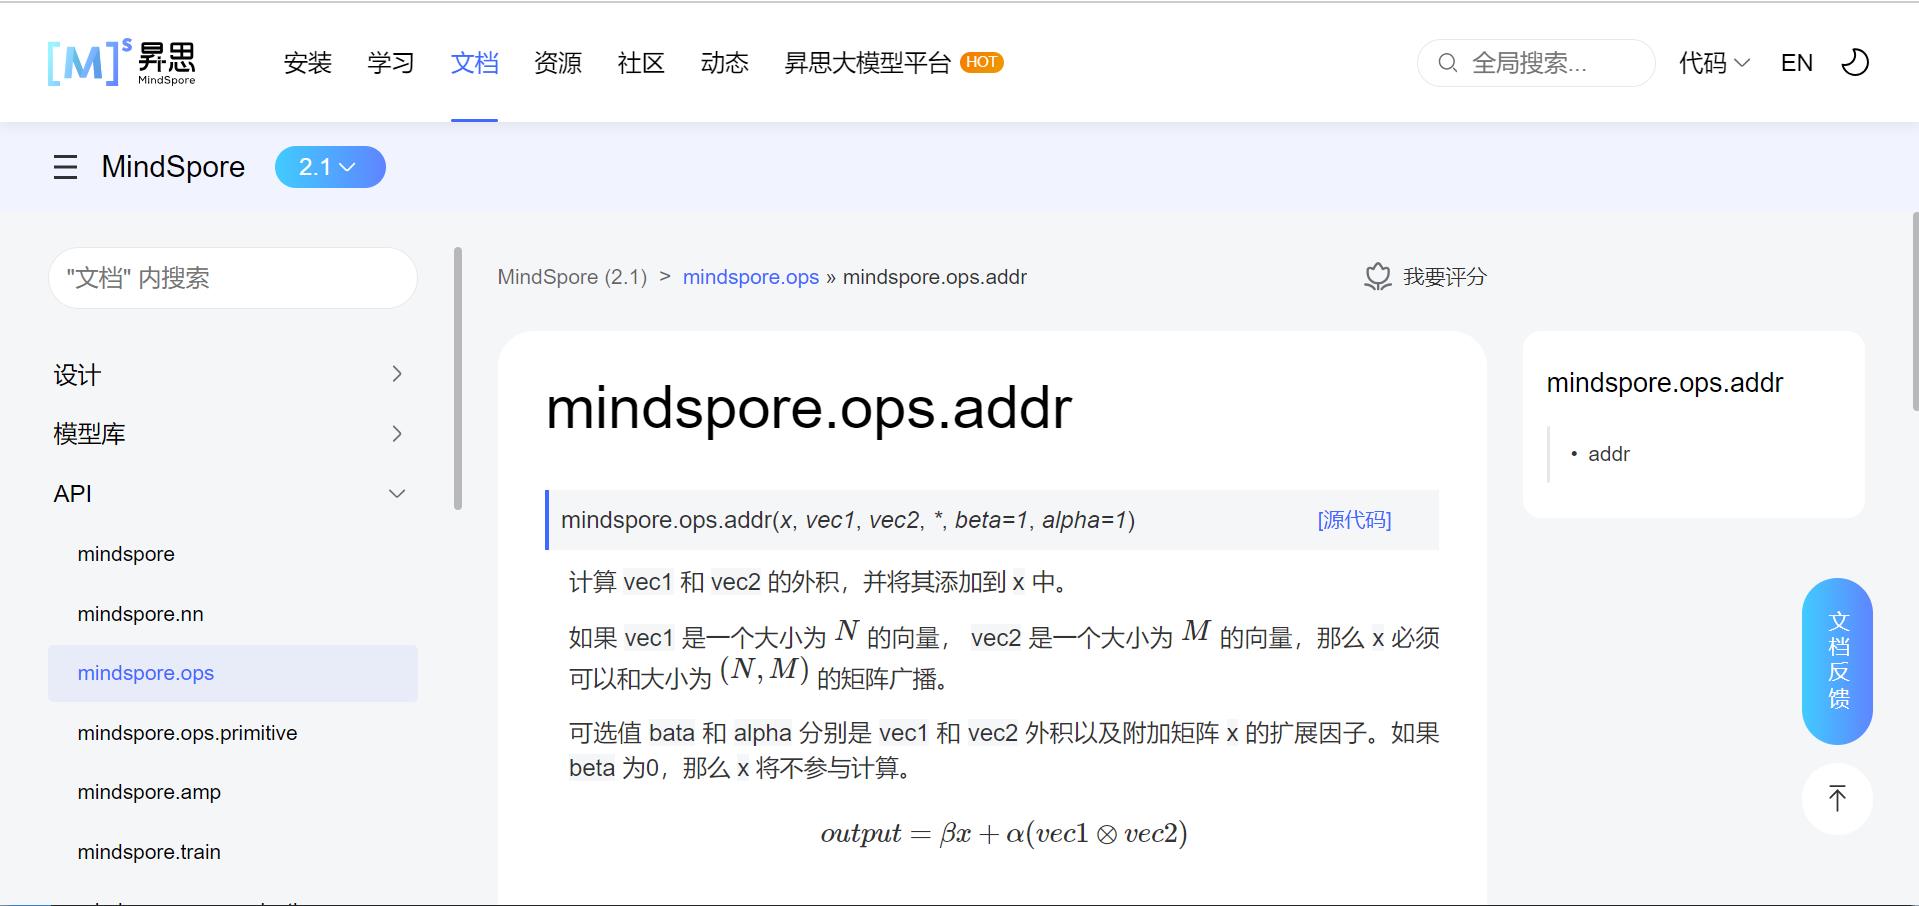 [M]s 昇思 MindSpore
安装 学习 文档 资源 社区 动态 昇思大模型平台 HOT 全局搜索... 代码 EN
MindSpore 2.1
"文档" 内搜索
设计
模型库
API
mindspore
mindspore.nn
mindspore.ops
mindspore.ops.primitive
mindspore.amp
mindspore.train
MindSpore (2.1) > mindspore.ops » mindspore.ops.addr
我要评分
mindspore.ops.addr
mindspore.ops.addr(x, vec1, vec2, *, beta=1, alpha=1) [源代码]
计算 vec1 和 vec2 的外积，并将其添加到 x 中。
如果 vec1 是一个大小为 N 的向量， vec2 是一个大小为 M 的向量，那么 x 必须
可以和大小为 (N, M) 的矩阵广播。
可选值 bata 和 alpha 分别是 vec1 和 vec2 外积以及附加矩阵 x 的扩展因子。如果
beta 为0，那么 x 将不参与计算。
output = βx + α(vec1 ⊗ vec2)
mindspore.ops.addr
• addr
文档反馈